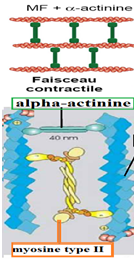 MF + α-actinine
Faisceau
contractile
alpha-actinine
40 nm
myosine type II